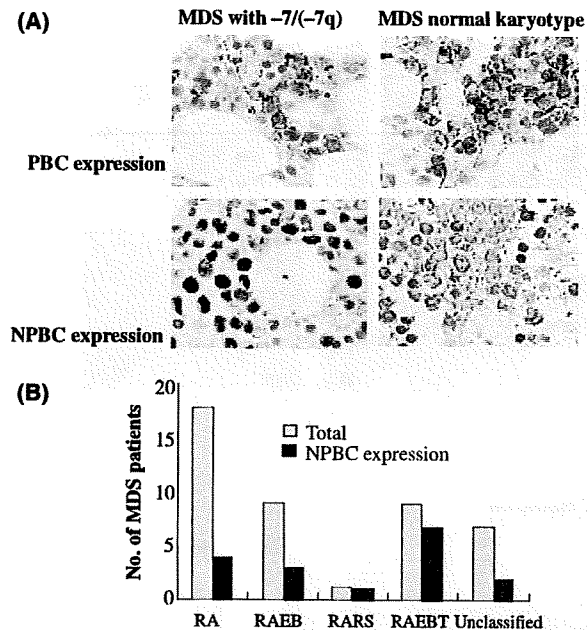 (A) MDS with –7/(–7q) MDS normal karyotype
PBC expression
NPBC expression
(B)
20
15
10
5
0
No. of MDS patients
Total
NPBC expression
RA RAEB RARS RAEBT Unclassified